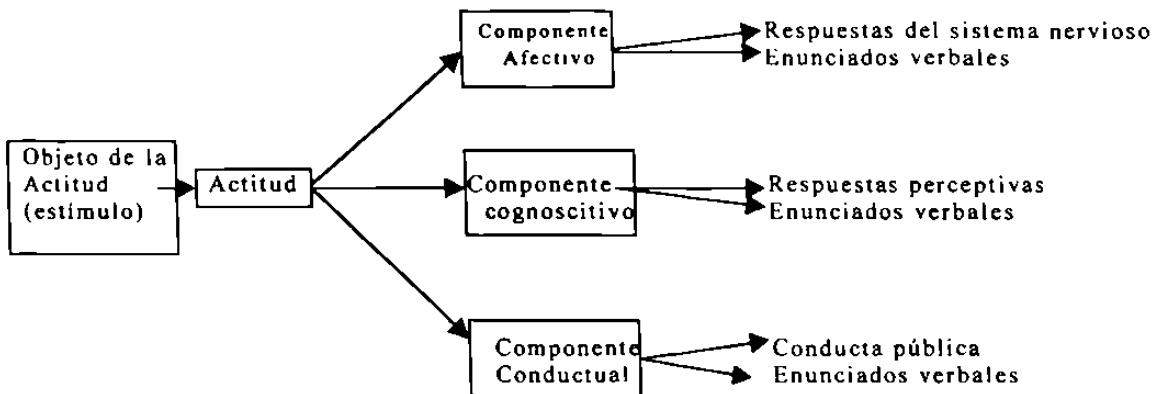 Objeto de la
Actitud
(estímulo)
Actitud
Componente
Afectivo
Respuestas del sistema nervioso
Enunciados verbales
Componente
cognoscitivo
Respuestas perceptivas
Enunciados verbales
Componente
Conductual
Conducta pública
Enunciados verbales